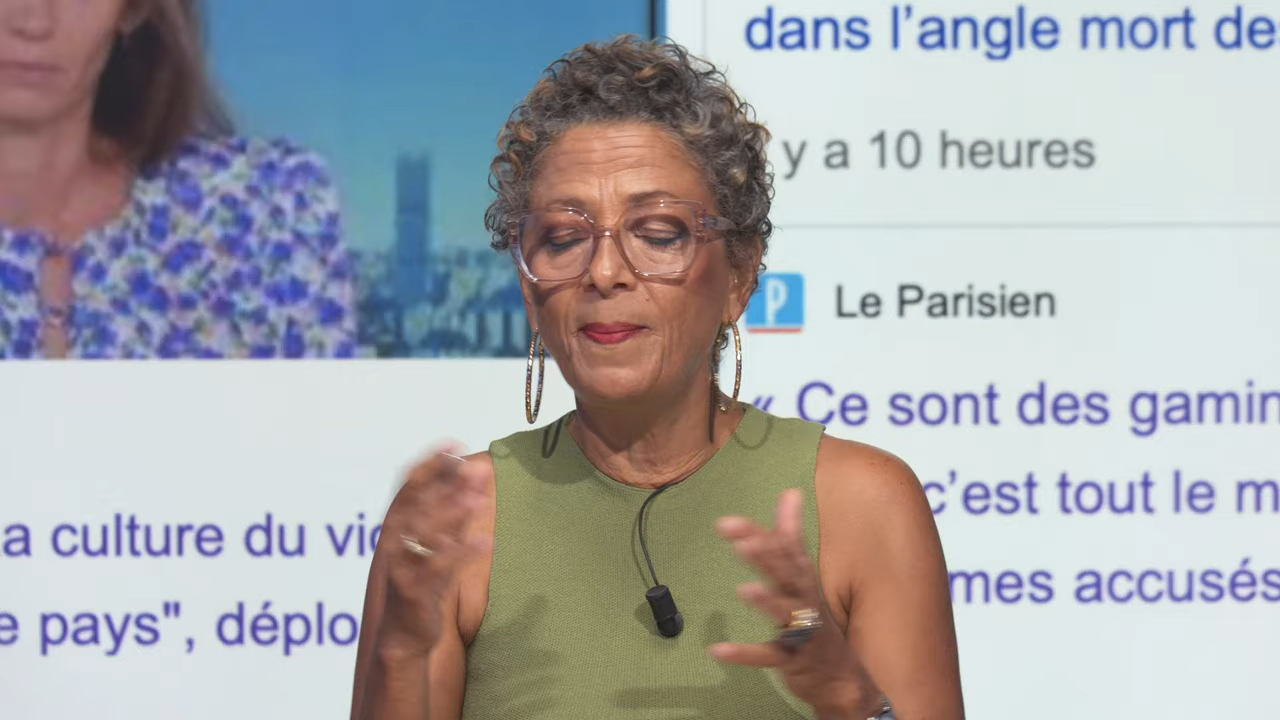 dans l'angle mort de
y a 10 heures
P
Le Parisien
« Ce sont des gamin
c'est tout le m
mes accusés
a culture du vio
e pays", déplo